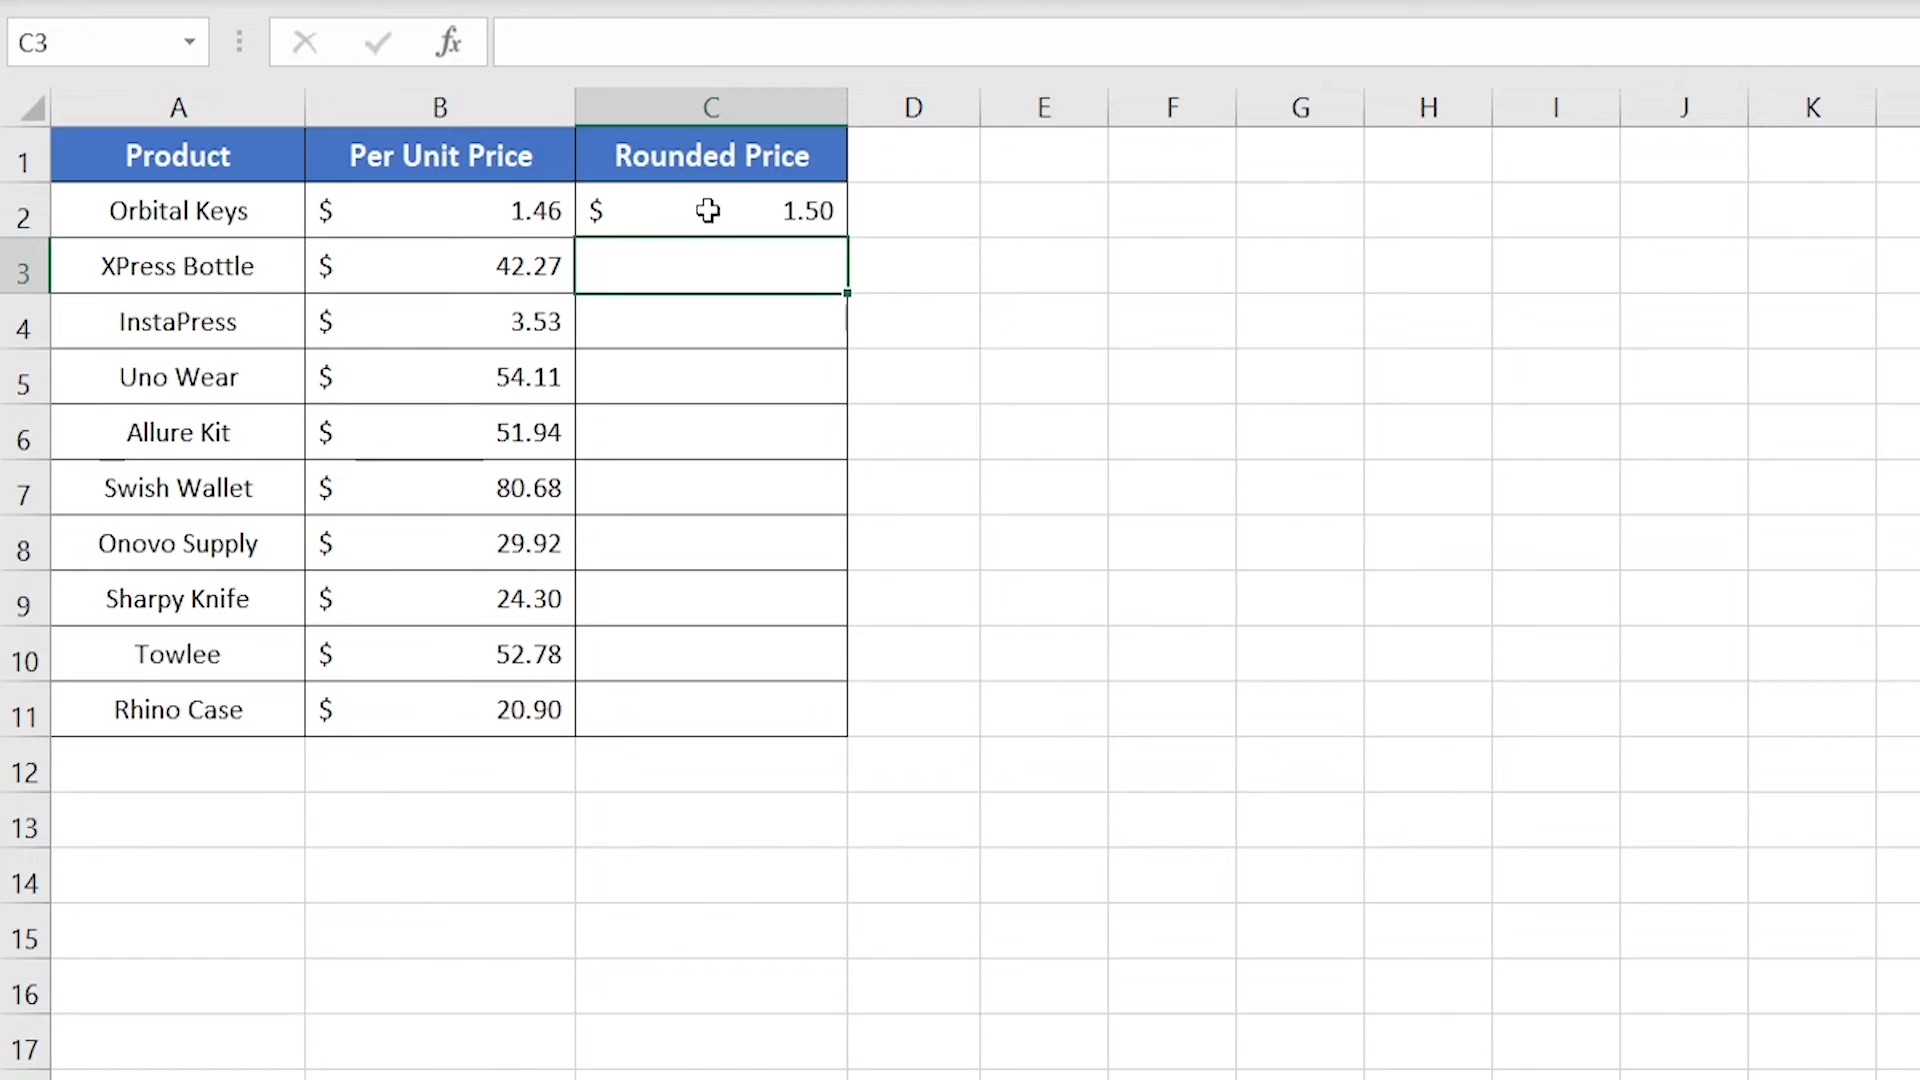 C3 fx
A B C D E F G H I J K
1 Product Per Unit Price Rounded Price
2 Orbital Keys $ 1.46 $ 1.50
3 XPress Bottle $ 42.27
4 InstaPress $ 3.53
5 Uno Wear $ 54.11
6 Allure Kit $ 51.94
7 Swish Wallet $ 80.68
8 Onovo Supply $ 29.92
9 Sharpy Knife $ 24.30
10 Towlee $ 52.78
11 Rhino Case $ 20.90
12
13
14
15
16
17